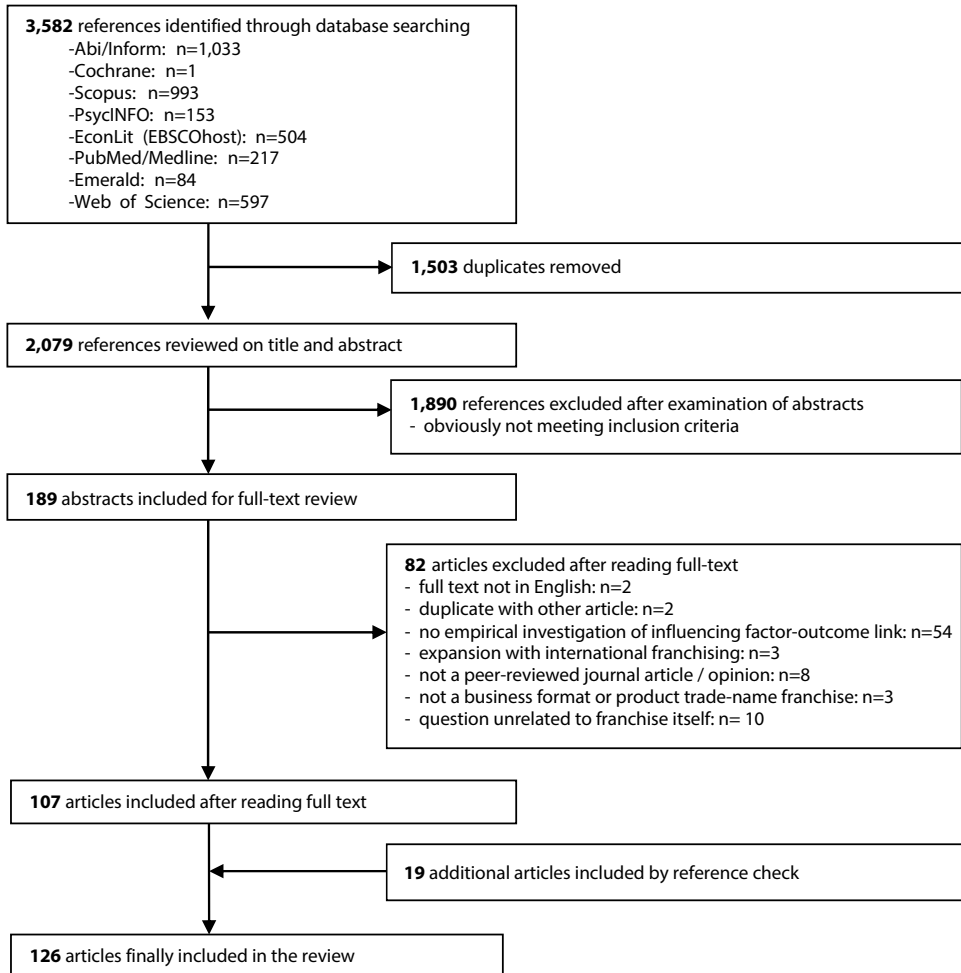 3,582 references identified through database searching
-Abi/Inform: n=1,033
-Cochrane: n=1
-Scopus: n=993
-PsycINFO: n=153
-EconLit (EBSCOhost): n=504
-PubMed/Medline: n=217
-Emerald: n=84
-Web of Science: n=597
1,503 duplicates removed
2,079 references reviewed on title and abstract
1,890 references excluded after examination of abstracts
- obviously not meeting inclusion criteria
189 abstracts included for full-text review
82 articles excluded after reading full-text
- full text not in English: n=2
- duplicate with other article: n=2
- no empirical investigation of influencing factor-outcome link: n=54
- expansion with international franchising: n=3
- not a peer-reviewed journal article / opinion: n=8
- not a business format or product trade-name franchise: n=3
- question unrelated to franchise itself: n= 10
107 articles included after reading full text
19 additional articles included by reference check
126 articles finally included in the review